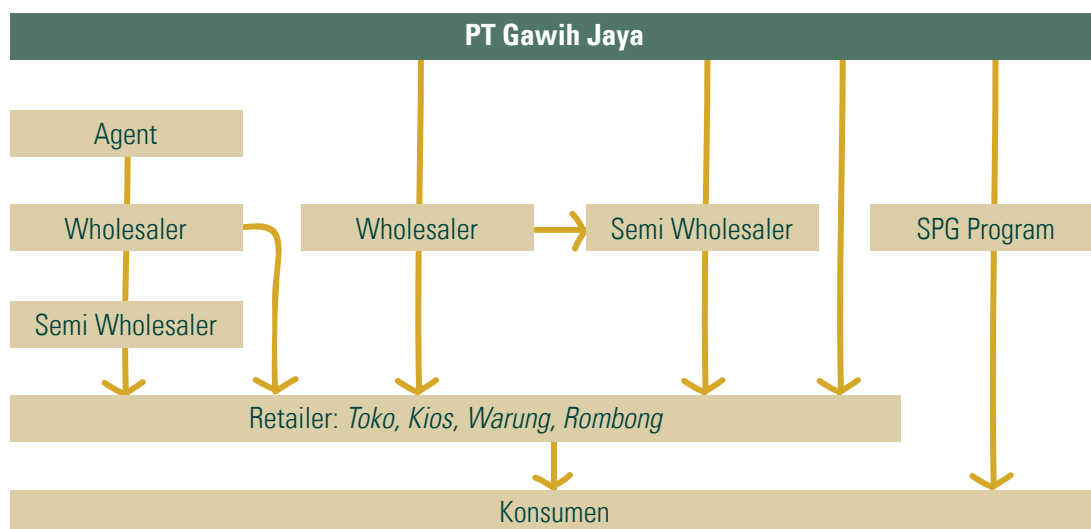 PT Gawih Jaya
Agent
Wholesaler
Wholesaler
Semi Wholesaler
SPG Program
Semi Wholesaler
Retailer: Toko, Kios, Warung, Rombong
Konsumen